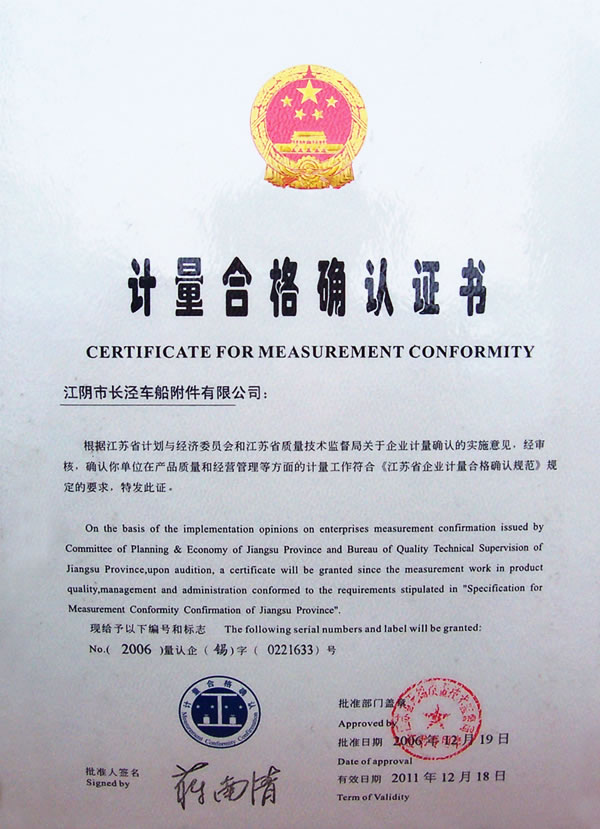 计量合格确认证书
CERTIFICATE FOR MEASUREMENT CONFORMITY
江阴市长泾车船附件有限公司：
根据江苏省计划与经济委员会和江苏省质量技术监督局关于企业计量确认的实施意见，经审
核，确认你单位在产品质量和经营管理等方面的计量工作符合《江苏省企业计量合格确认规范》规
定的要求，特发此证。
On the basis of the implementation opinions on enterprises measurement confirmation issued by
Committee of Planning & Economy of Jiangsu Province and Bureau of Quality Technical Supervision of
Jiangsu Province,upon audition, a certificate will be granted since the measurement work in product
quality,management and administration conformed to the requirements stipulated in "Specification for
Measurement Conformity Confirmation of Jiangsu Province".
现给予以下编号和标志 The following serial numbers and label will be granted:
No.( 2006 )量认企(锡)字( 0221633 )号
计量合格确认
Measurement Conformity Confirmation
批准部门盖章
Approved by
批准日期 2006 年 12 月 19 日
Date of approval
批准人签名
Signed by
有效日期 2011 年 12 月 18 日
Term of Validity